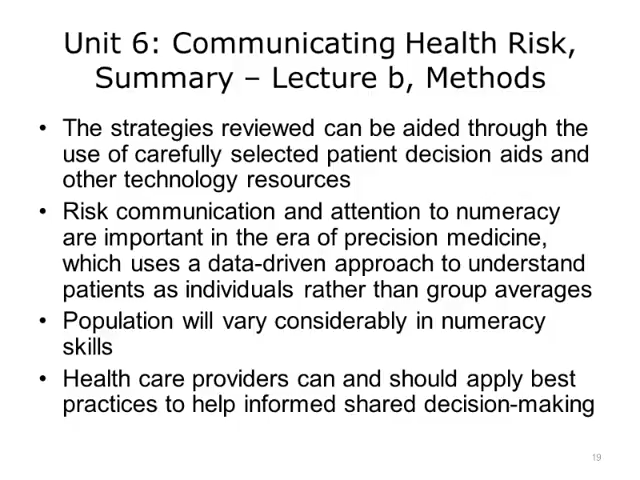 Unit 6: Communicating Health Risk,
Summary – Lecture b, Methods
• The strategies reviewed can be aided through the
use of carefully selected patient decision aids and
other technology resources
• Risk communication and attention to numeracy
are important in the era of precision medicine,
which uses a data-driven approach to understand
patients as individuals rather than group averages
• Population will vary considerably in numeracy
skills
• Health care providers can and should apply best
practices to help informed shared decision-making
19